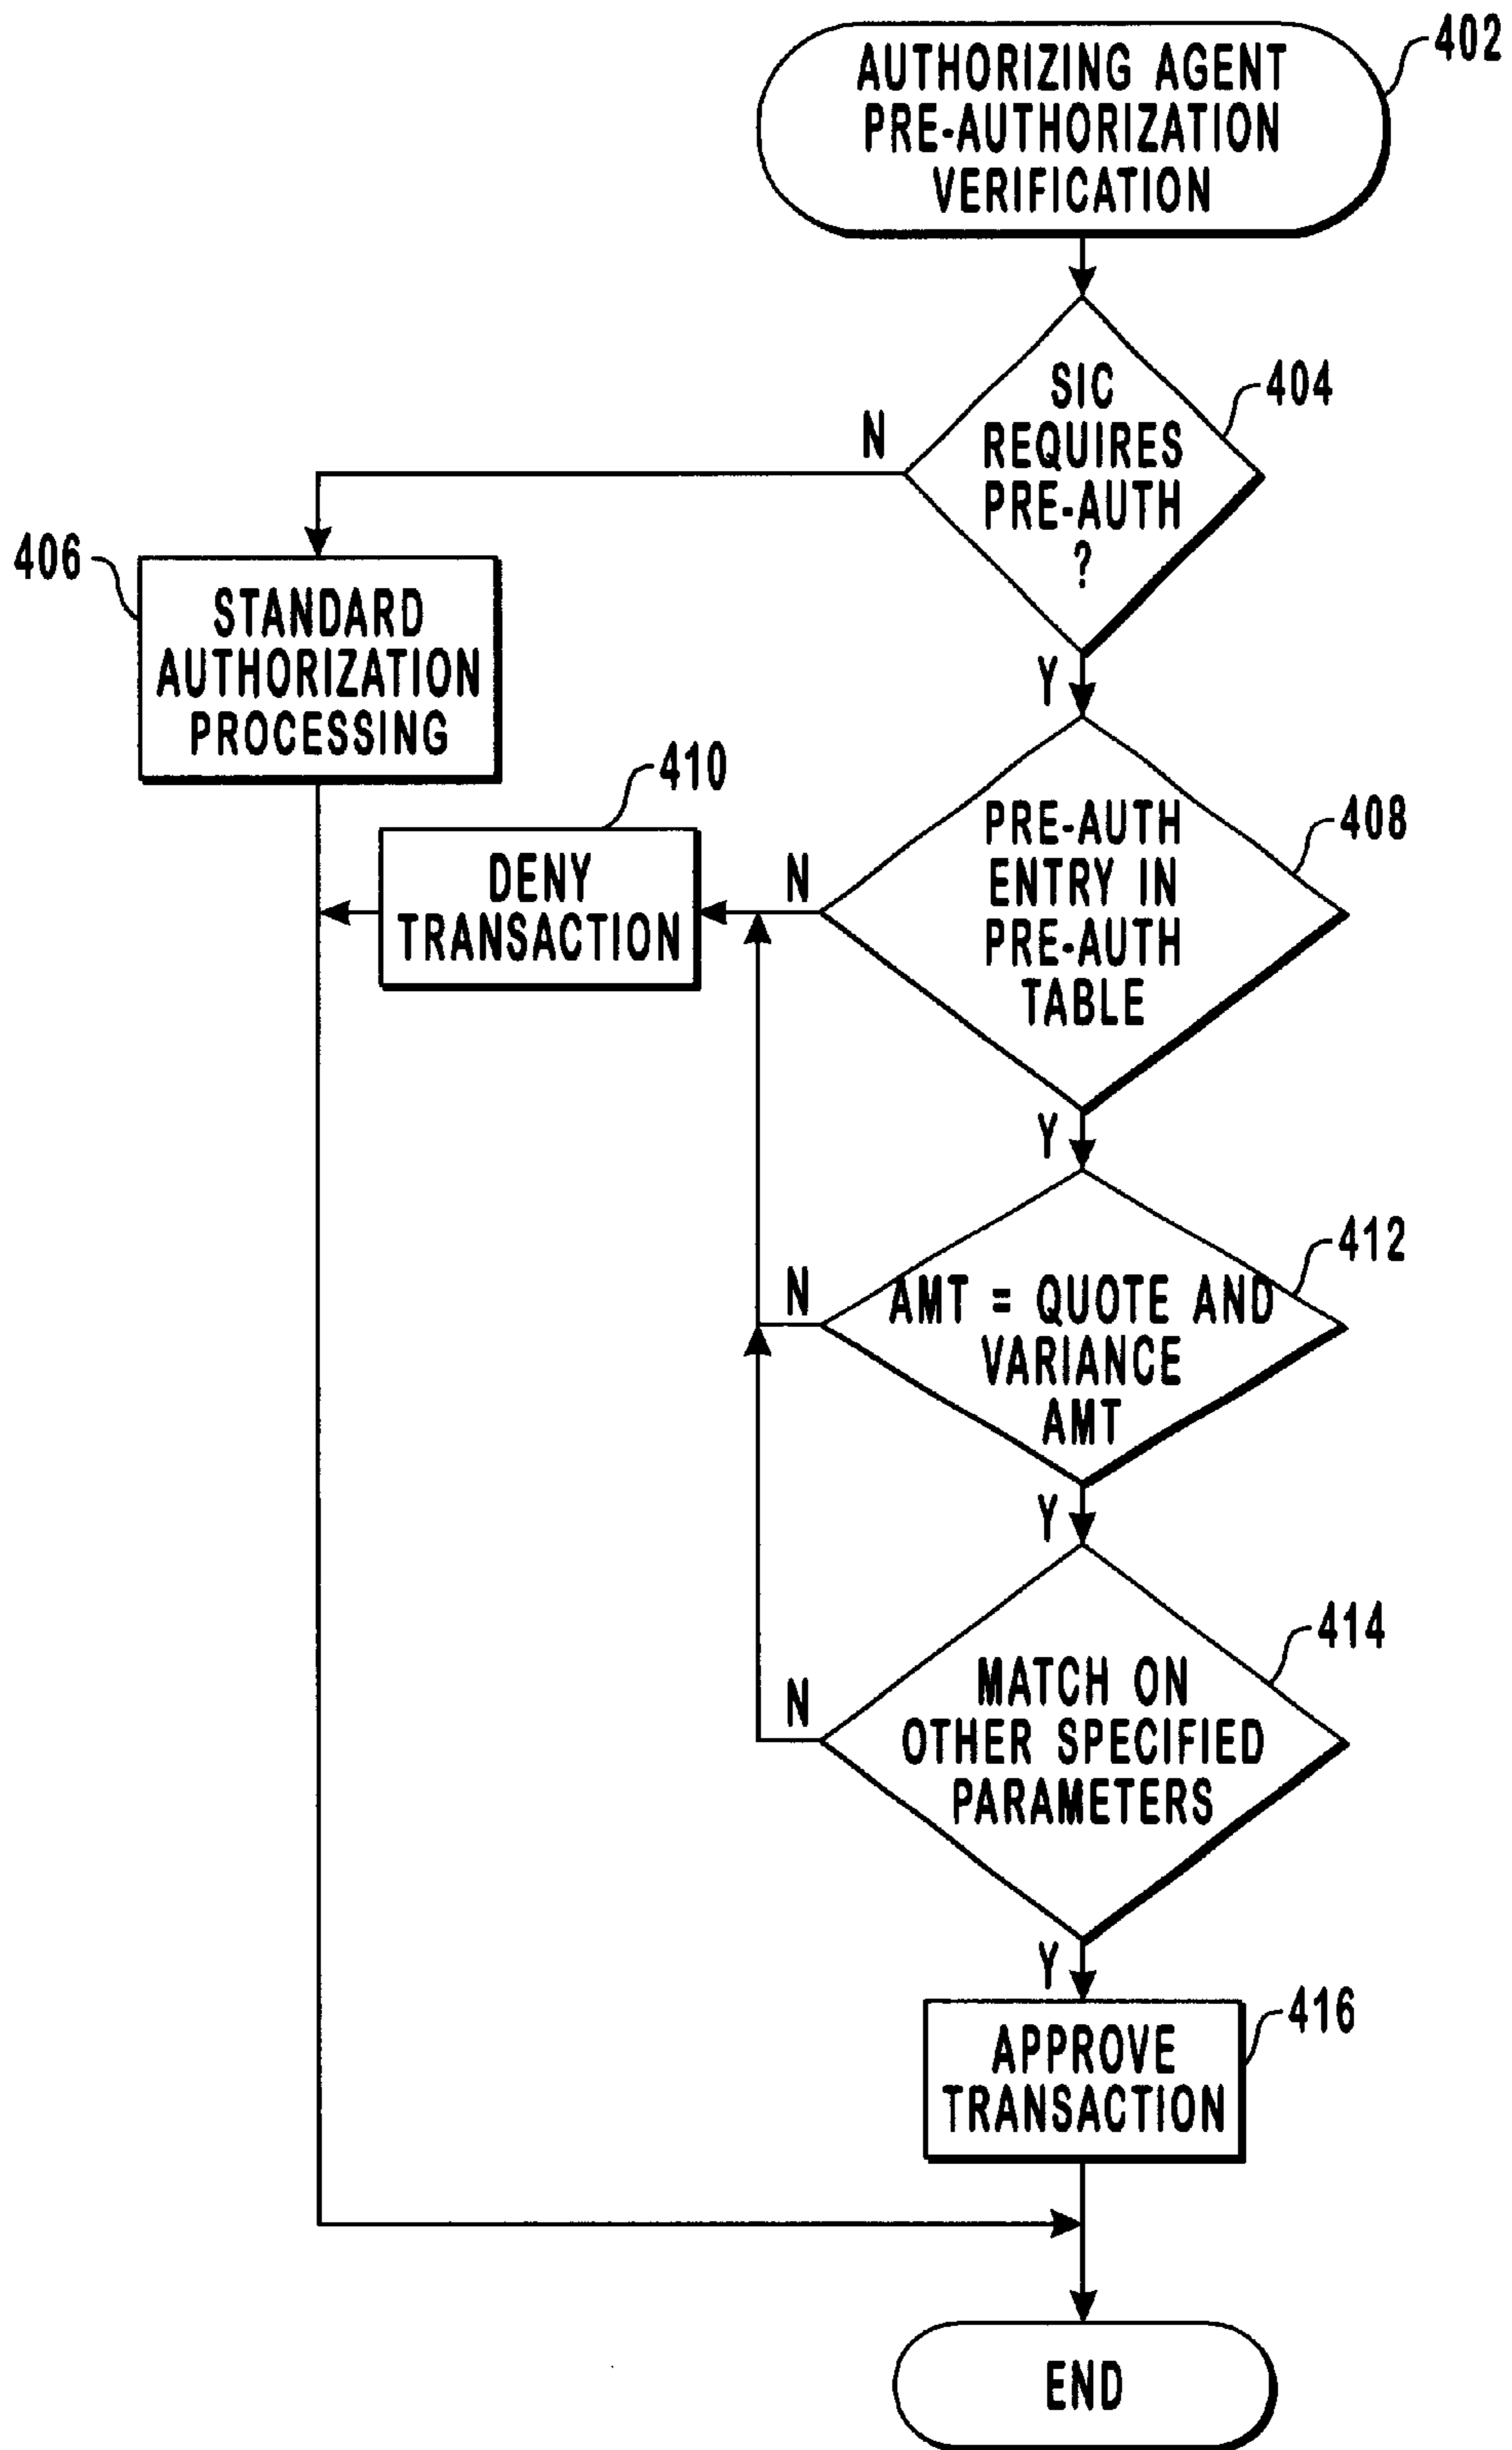 402
AUTHORIZING AGENT
PRE-AUTHORIZATION
VERIFICATION
404
SIC
REQUIRES
PRE-AUTH
?
N
Y
406
STANDARD
AUTHORIZATION
PROCESSING
408
PRE-AUTH
ENTRY IN
PRE-AUTH
TABLE
N
Y
410
DENY
TRANSACTION
412
AMT = QUOTE AND
VARIANCE
AMT
N
Y
414
MATCH ON
OTHER SPECIFIED
PARAMETERS
N
Y
416
APPROVE
TRANSACTION
END